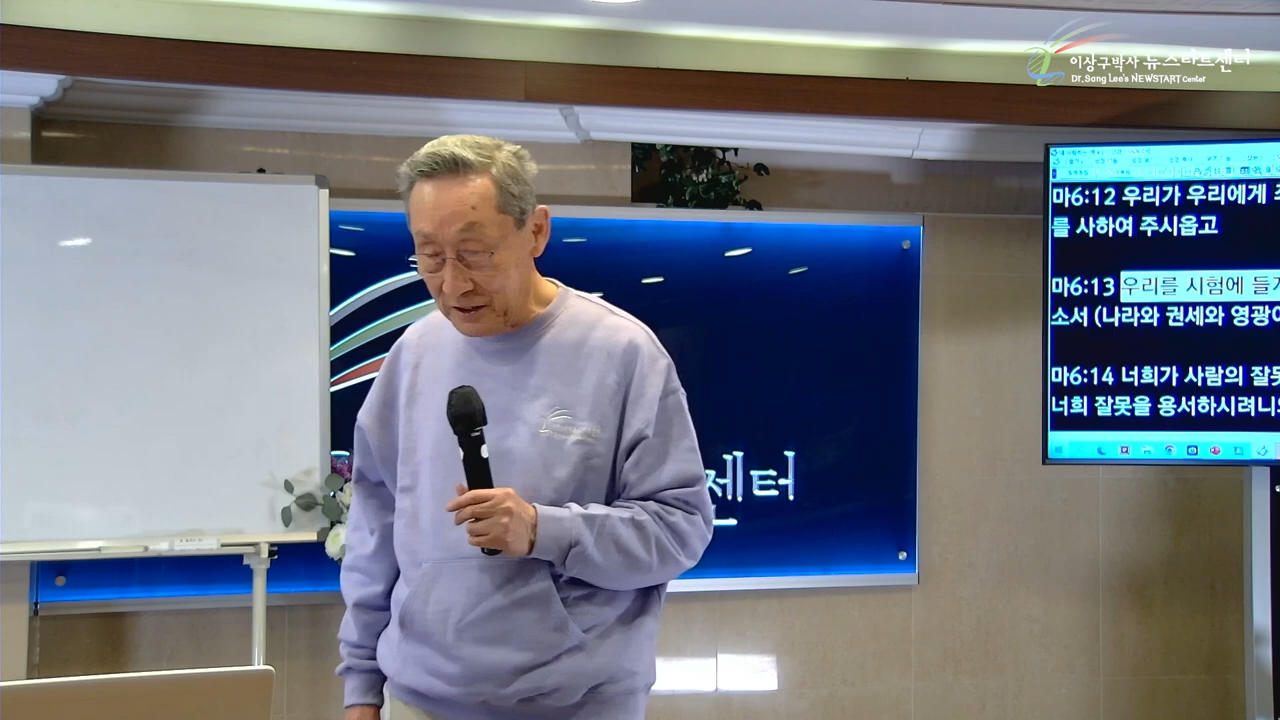 이상구박사 뉴스타트센터
Dr. Sang Lee's NEWSTART Center
마6:12 우리가 우리에게
를 사하여 주시옵고
마6:13 우리를 시험에 들
소서 (나라와 권세와 영광이
마6:14 너희가 사람의 잘못
너희 잘못을 용서하시려니
센터